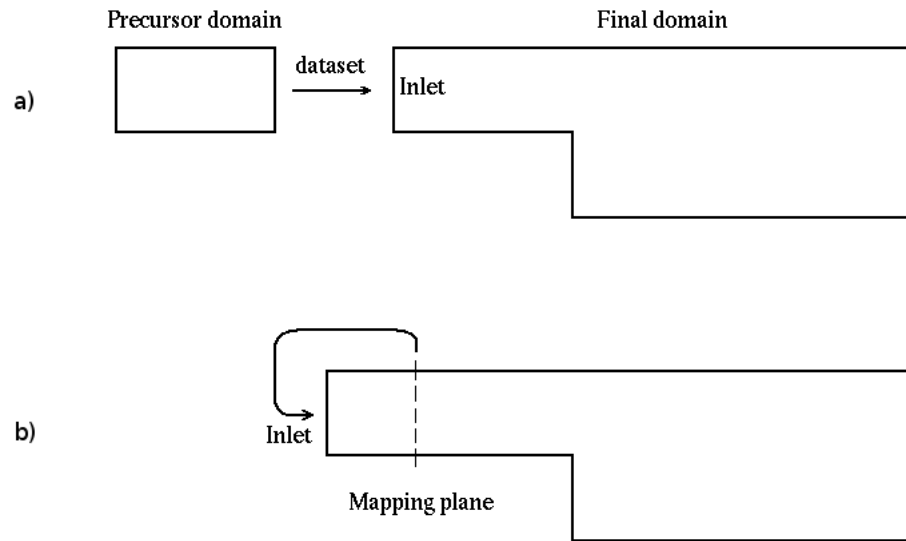 Precursor domain
Final domain
a)
dataset
Inlet
b)
Inlet
Mapping plane